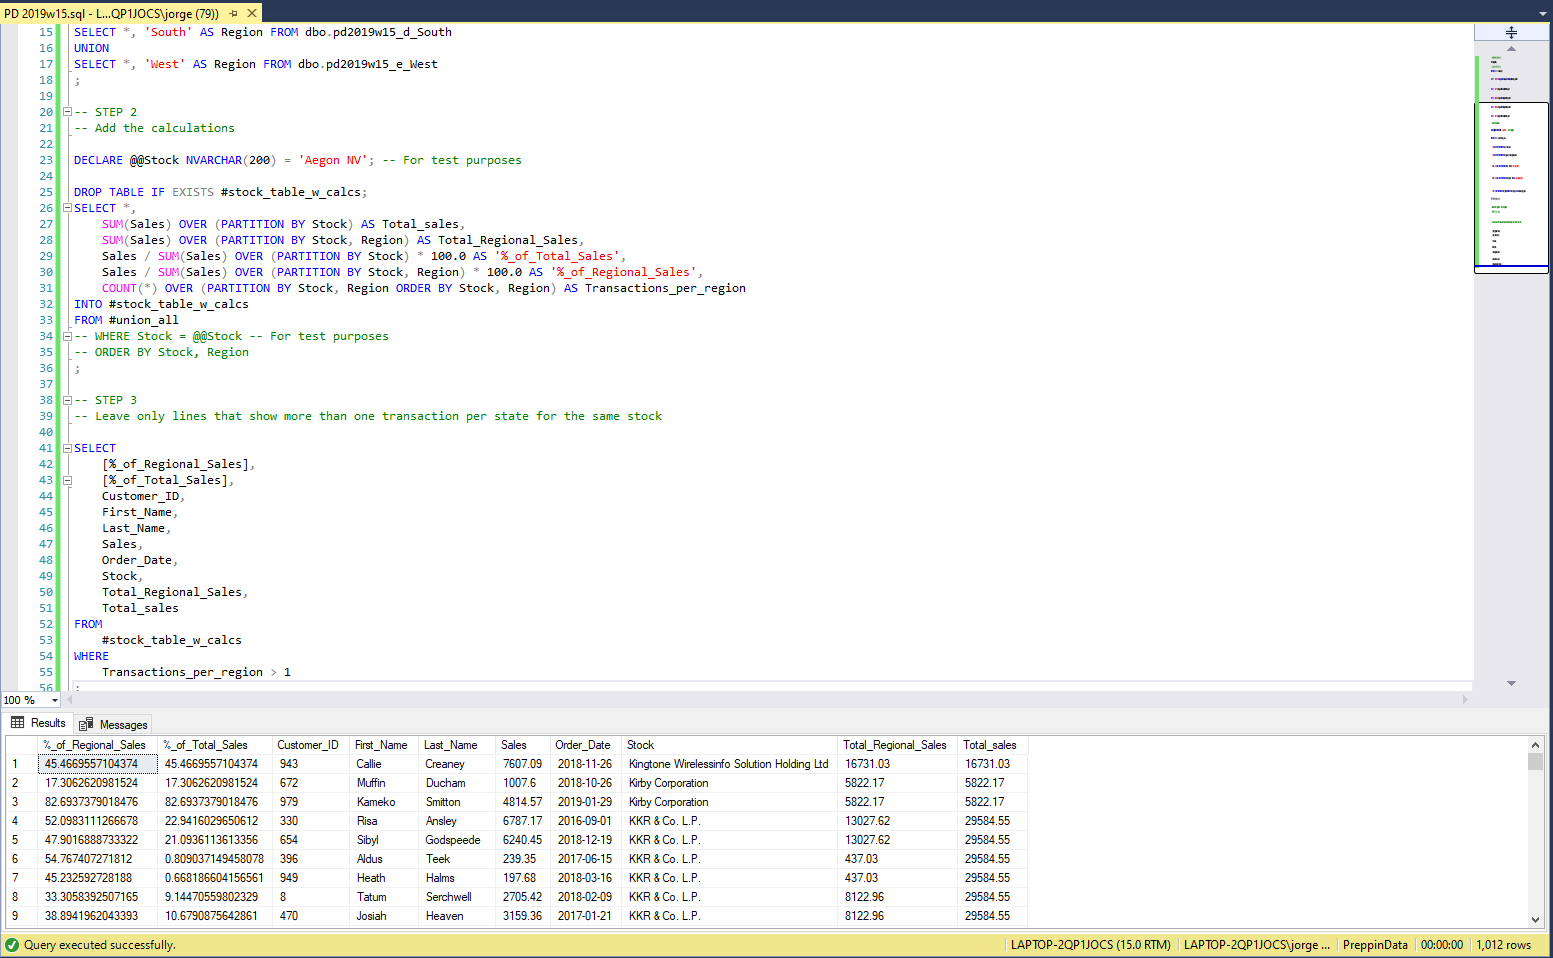 PD 2019w15.sql - L...QP1JOCS\jorge (79))
15 SELECT *, 'South' AS Region FROM dbo.pd2019w15_d_South
16 UNION
17 SELECT *, 'West' AS Region FROM dbo.pd2019w15_e_West
18 ;
19
20 -- STEP 2
21 -- Add the calculations
22
23 DECLARE @@Stock NVARCHAR(200) = 'Aegon NV'; -- For test purposes
24
25 DROP TABLE IF EXISTS #stock_table_w_calcs;
26 SELECT *,
27 SUM(Sales) OVER (PARTITION BY Stock) AS Total_sales,
28 SUM(Sales) OVER (PARTITION BY Stock, Region) AS Total_Regional_Sales,
29 Sales / SUM(Sales) OVER (PARTITION BY Stock) * 100.0 AS '%_of_Total_Sales',
30 Sales / SUM(Sales) OVER (PARTITION BY Stock, Region) * 100.0 AS '%_of_Regional_Sales',
31 COUNT(*) OVER (PARTITION BY Stock, Region ORDER BY Stock, Region) AS Transactions_per_region
32 INTO #stock_table_w_calcs
33 FROM #union_all
34 -- WHERE Stock = @@Stock -- For test purposes
35 -- ORDER BY Stock, Region
36 ;
37
38 -- STEP 3
39 -- Leave only lines that show more than one transaction per state for the same stock
40
41 SELECT
42 [%_of_Regional_Sales],
43 [%_of_Total_Sales],
44 Customer_ID,
45 First_Name,
46 Last_Name,
47 Sales,
48 Order_Date,
49 Stock,
50 Total_Regional_Sales,
51 Total_sales
52 FROM
53 #stock_table_w_calcs
54 WHERE
55 Transactions_per_region > 1
56 ;
100 %
Results Messages
%_of_Regional_Sales %_of_Total_Sales Customer_ID First_Name Last_Name Sales Order_Date Stock Total_Regional_Sales Total_sales
1 45.4669557104374 45.4669557104374 943 Callie Creaney 7607.09 2018-11-26 Kingtone Wirelessinfo Solution Holding Ltd 16731.03 16731.03
2 17.3062620981524 17.3062620981524 672 Muffin Ducham 1007.6 2018-10-26 Kirby Corporation 5822.17 5822.17
3 82.6937379018476 82.6937379018476 979 Kameko Smitton 4814.57 2019-01-29 Kirby Corporation 5822.17 5822.17
4 52.0983111266678 22.9416029650612 330 Risa Ansley 6787.17 2016-09-01 KKR & Co. L.P. 13027.62 29584.55
5 47.9016888733322 21.0936113613356 654 Sibyl Godspeede 6240.45 2018-12-19 KKR & Co. L.P. 13027.62 29584.55
6 54.767407271812 0.809037149458078 396 Aldus Teek 239.35 2017-06-15 KKR & Co. L.P. 437.03 29584.55
7 45.232592728188 0.668186604156561 949 Heath Halms 197.68 2018-03-16 KKR & Co. L.P. 437.03 29584.55
8 33.3058392507165 9.14470559802329 8 Tatum Serchwell 2705.42 2018-02-09 KKR & Co. L.P. 8122.96 29584.55
9 38.8941962043393 10.6790875642861 470 Josiah Heaven 3159.36 2017-01-21 KKR & Co. L.P. 8122.96 29584.55
Query executed successfully. LAPTOP-2QP1JOCS (15.0 RTM) LAPTOP-2QP1JOCS\jorge ... PreppinData 00:00:00 1,012 rows